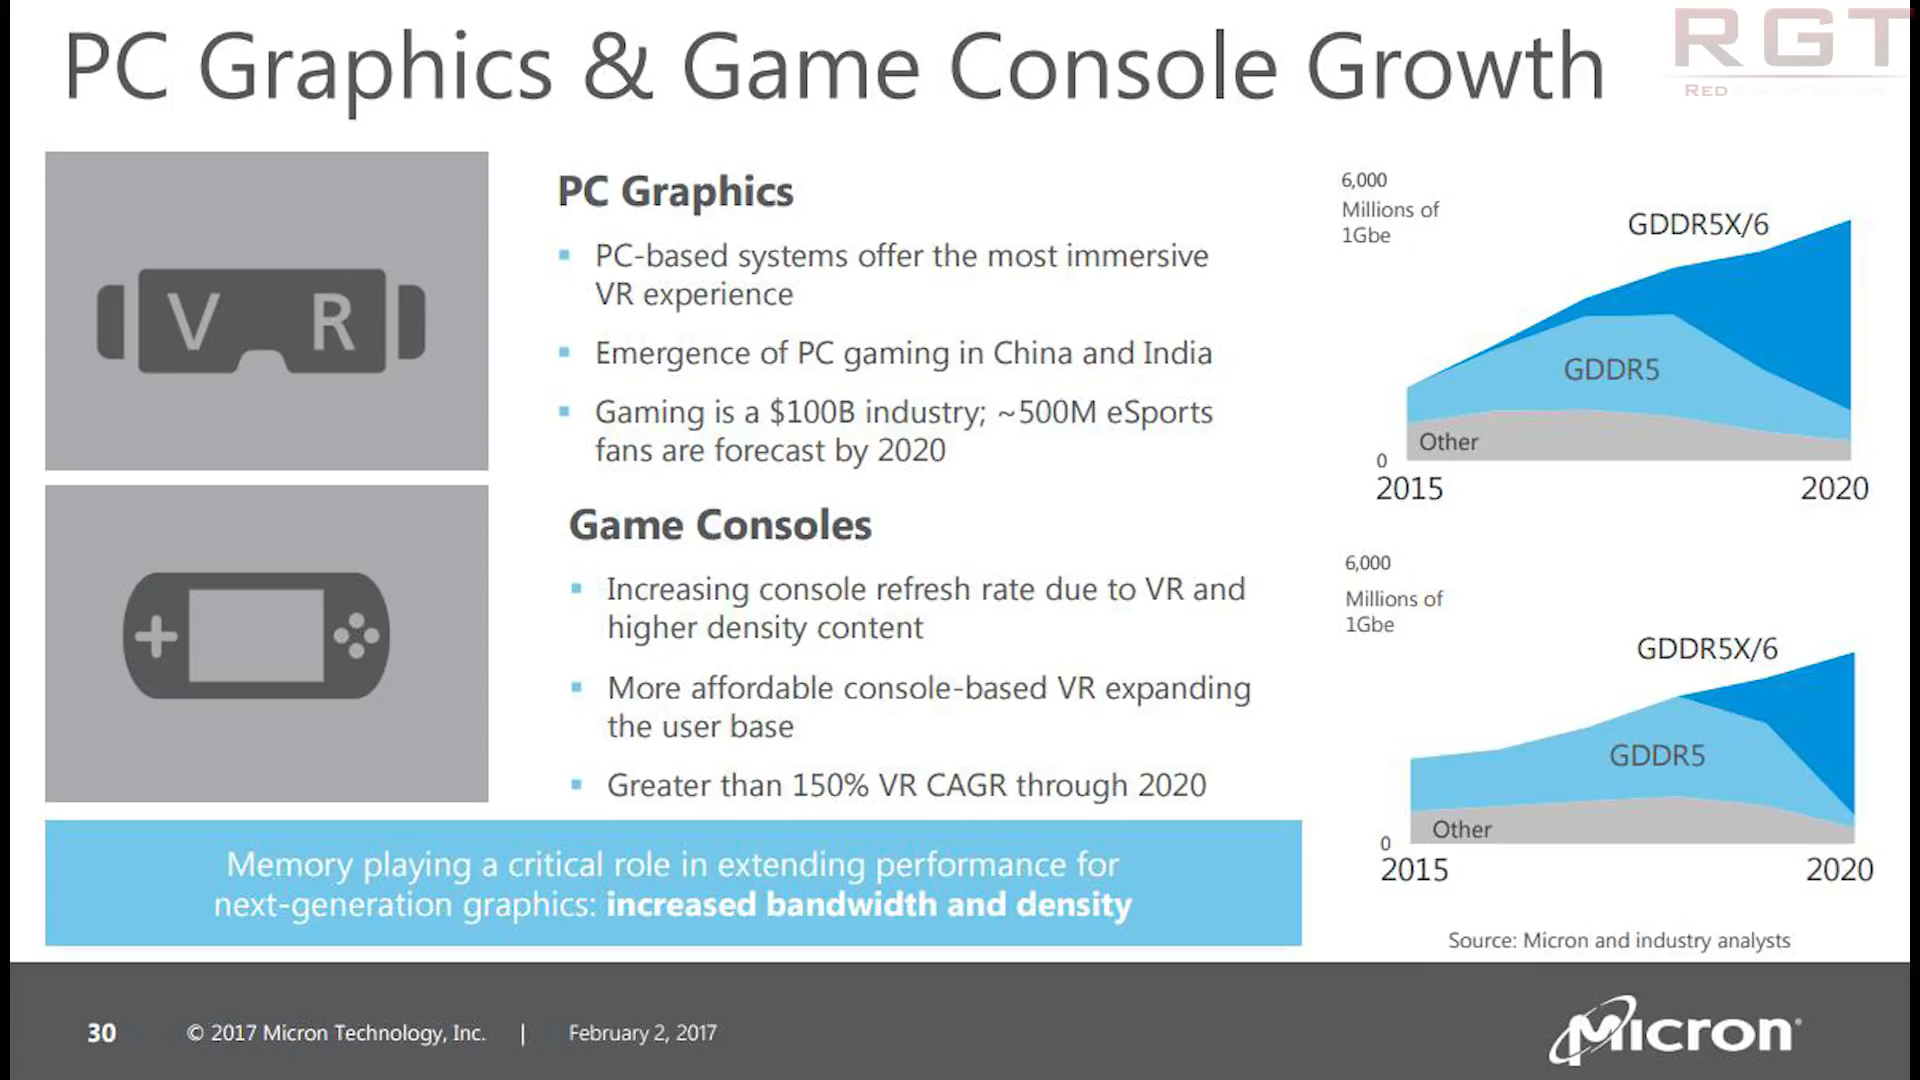 PC Graphics & Game Console Growth
RGT
RED
V R
PC Graphics
PC-based systems offer the most immersive
VR experience
Emergence of PC gaming in China and India
Gaming is a $100B industry; ~500M eSports
fans are forecast by 2020
6,000
Millions of
1Gbe
GDDR5X/6
GDDR5
Other
0
2015
2020
Game Consoles
Increasing console refresh rate due to VR and
higher density content
More affordable console-based VR expanding
the user base
Greater than 150% VR CAGR through 2020
6,000
Millions of
1Gbe
GDDR5X/6
GDDR5
Other
0
2015
2020
Memory playing a critical role in extending performance for
next-generation graphics: increased bandwidth and density
Source: Micron and industry analysts
30
© 2017 Micron Technology, Inc. | February 2, 2017
Micron